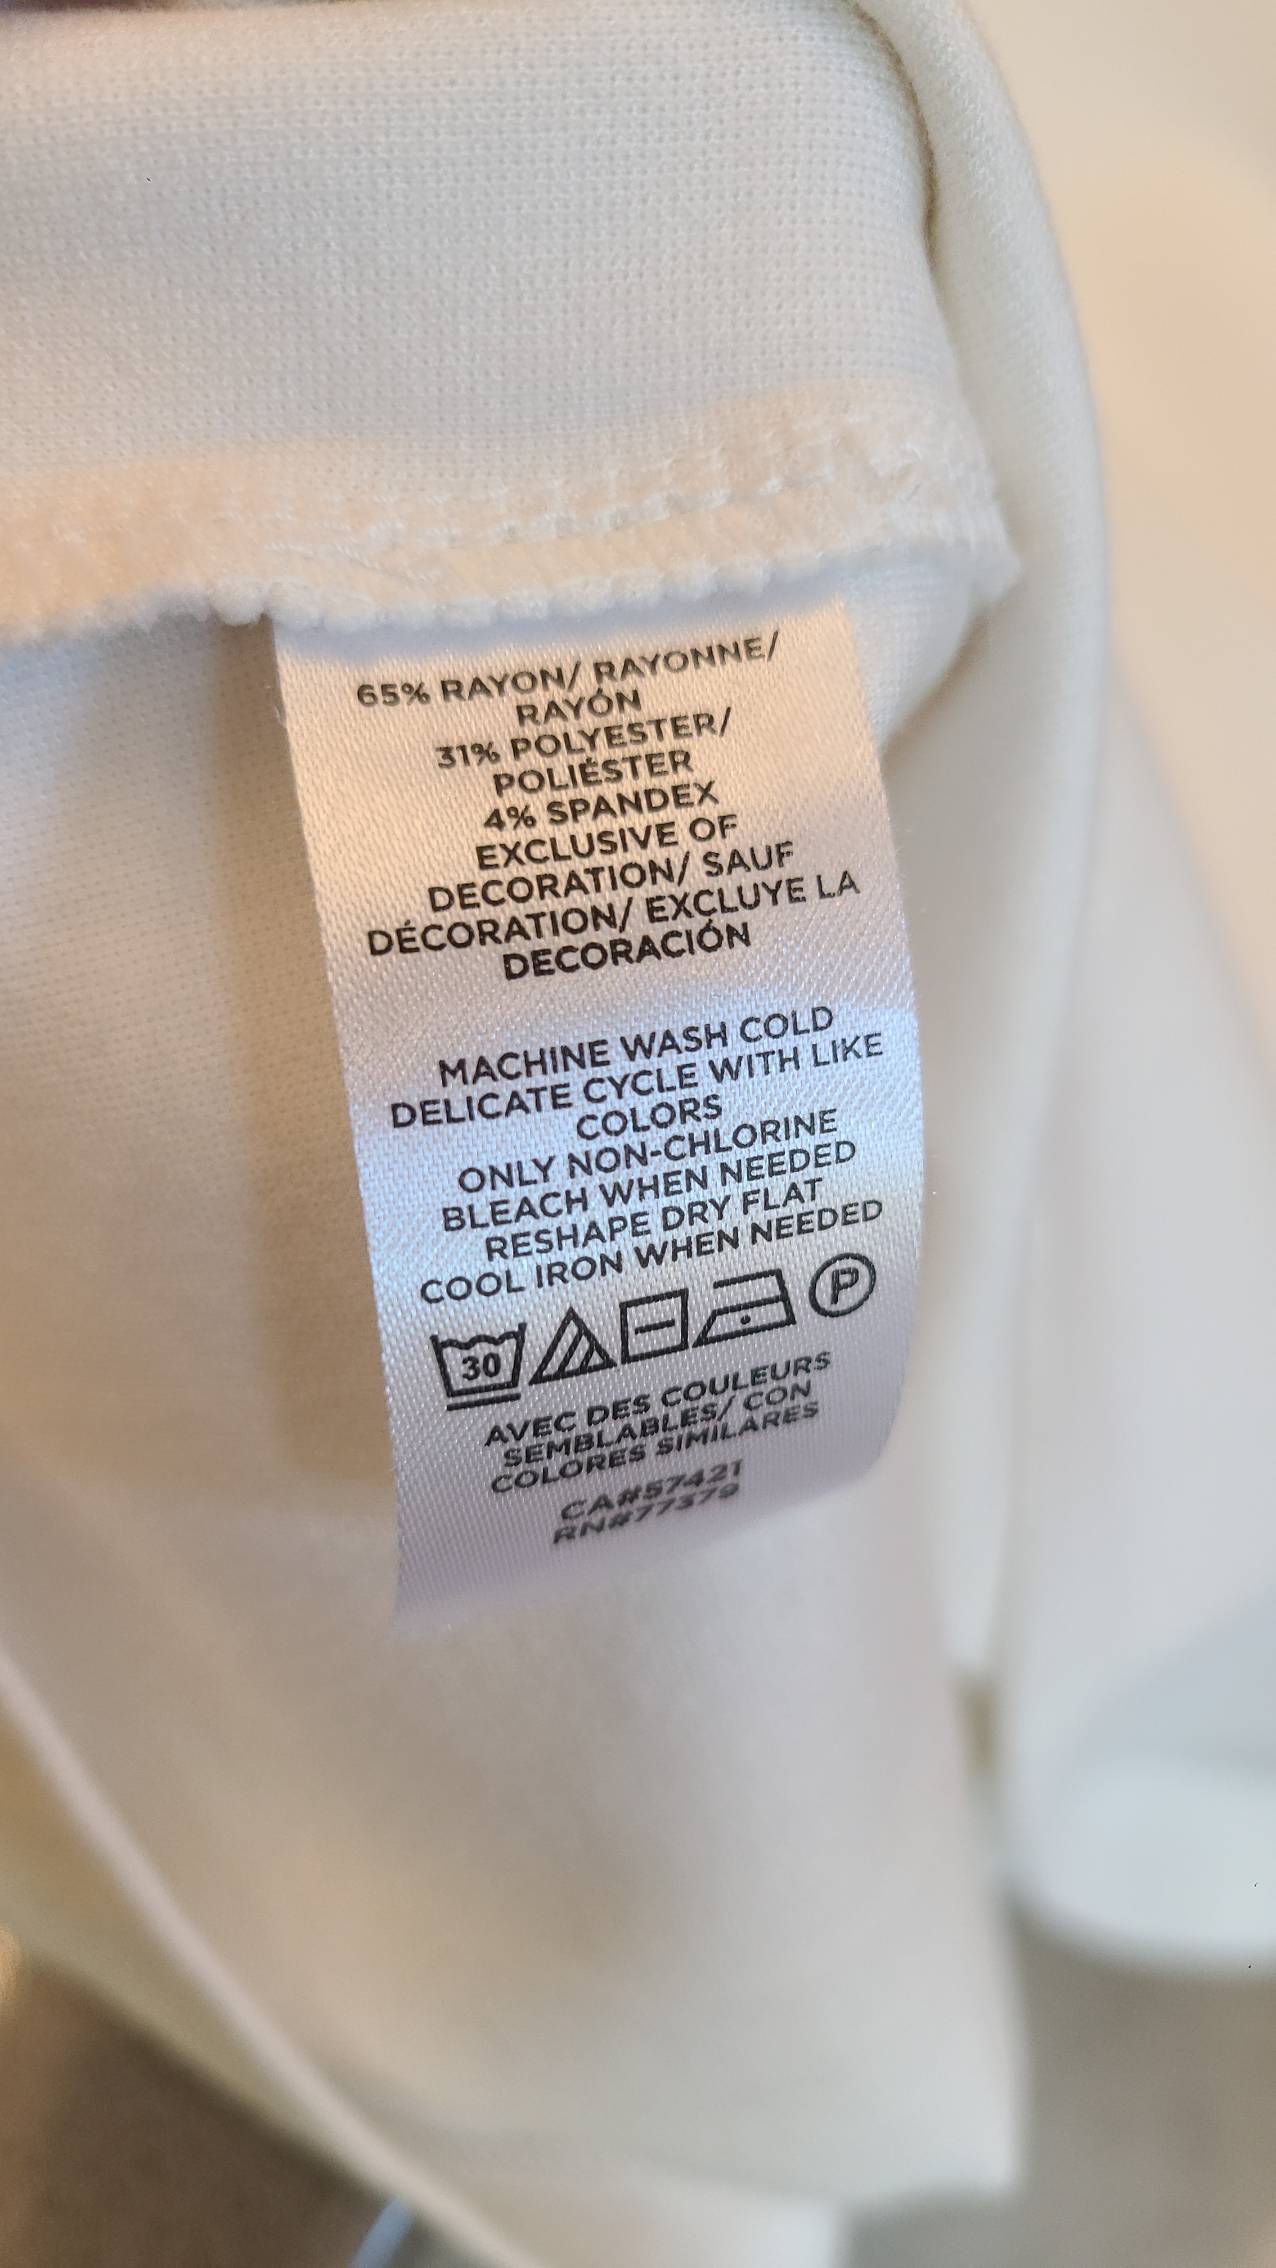 65% RAYON/ RAYONNE/
RAYÓN
31% POLYESTER/
POLIÉSTER
4% SPANDEX
EXCLUSIVE OF
DECORATION/ SAUF
DÉCORATION/ EXCLUYE LA
DECORACIÓN
MACHINE WASH COLD
DELICATE CYCLE WITH LIKE
COLORS
ONLY NON-CHLORINE
BLEACH WHEN NEEDED
RESHAPE DRY FLAT
COOL IRON WHEN NEEDED
30 P
AVEC DES COULEURS
SEMBLABLES/ CON
COLORES SIMILARES
CA#57421
RN#77379